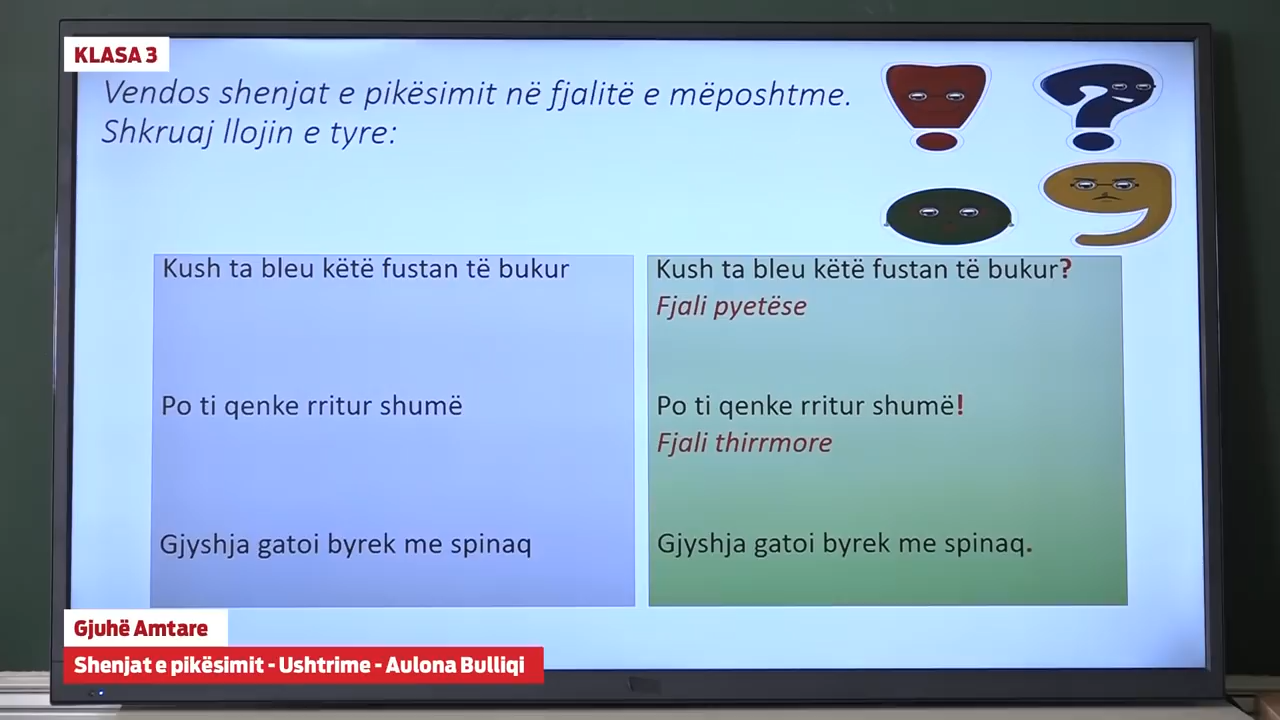 KLASA 3
Vendos shenjat e pikësimit në fjalitë e mëposhtme.
Shkruaj llojin e tyre:
Kush ta bleu këtë fustan të bukur
Po ti qenke rritur shumë
Gjyshja gatoi byrek me spinaq
Kush ta bleu këtë fustan të bukur?
Fjali pyetëse
Po ti qenke rritur shumë!
Fjali thirrmore
Gjyshja gatoi byrek me spinaq.
Gjuhë Amtare
Shenjat e pikësimit - Ushtrime - Aulona Bulliqi